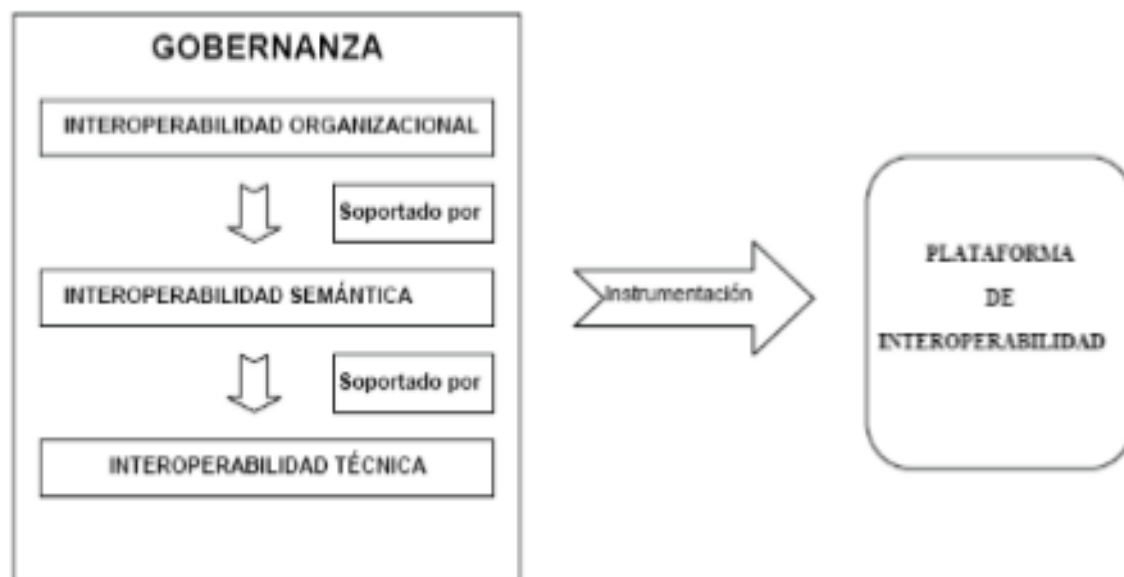 GOBERNANZA
INTEROPERABILIDAD ORGANIZACIONAL
Soportado por
INTEROPERABILIDAD SEMÁNTICA
Soportado por
INTEROPERABILIDAD TÉCNICA
Instrumentación
PLATAFORMA
DE
INTEROPERABILIDAD